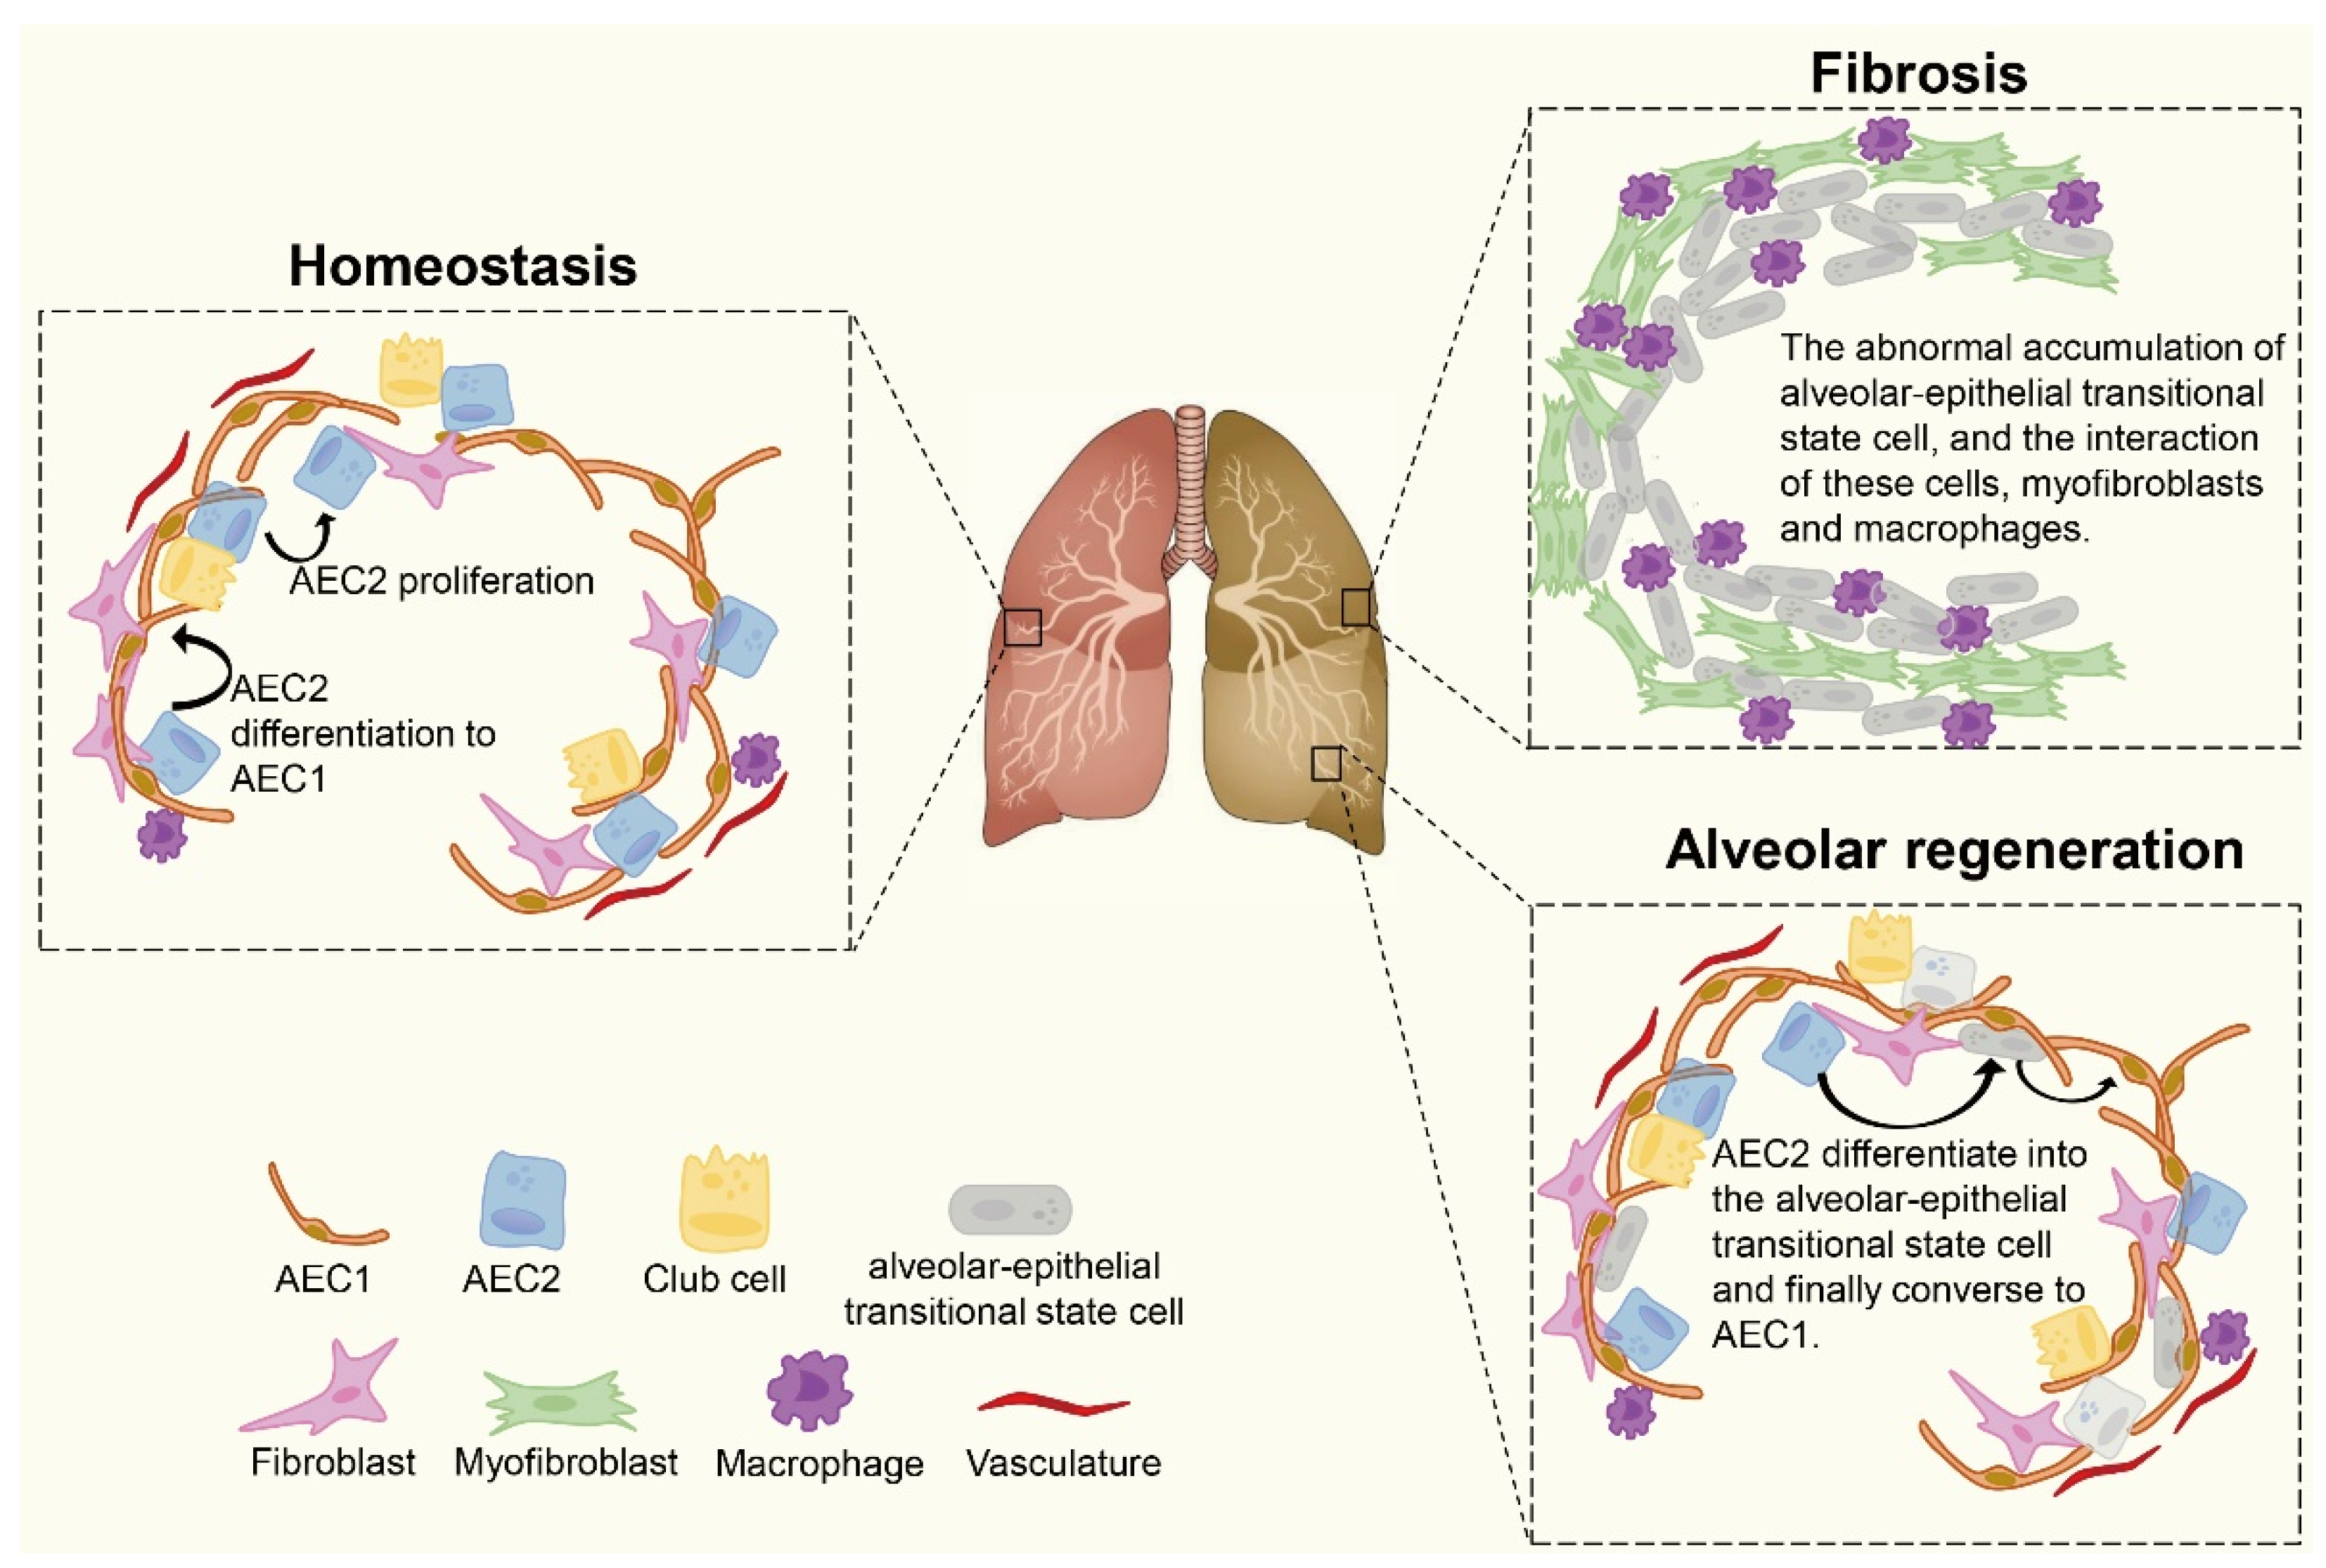 Homeostasis
AEC2 proliferation
AEC2
differentiation to
AEC1
Fibrosis
The abnormal accumulation of
alveolar-epithelial transitional
state cell, and the interaction
of these cells, myofibroblasts
and macrophages.
Alveolar regeneration
AEC2 differentiate into
the alveolar-epithelial
transitional state cell
and finally converse to
AEC1.
AEC1
AEC2
Club cell
alveolar-epithelial
transitional state cell
Fibroblast
Myofibroblast
Macrophage
Vasculature